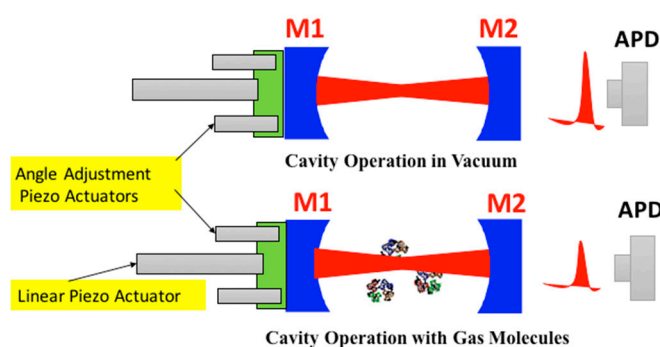 M1
M2
APD
Cavity Operation in Vacuum
Angle Adjustment
Piezo Actuators
M1
M2
APD
Linear Piezo Actuator
Cavity Operation with Gas Molecules